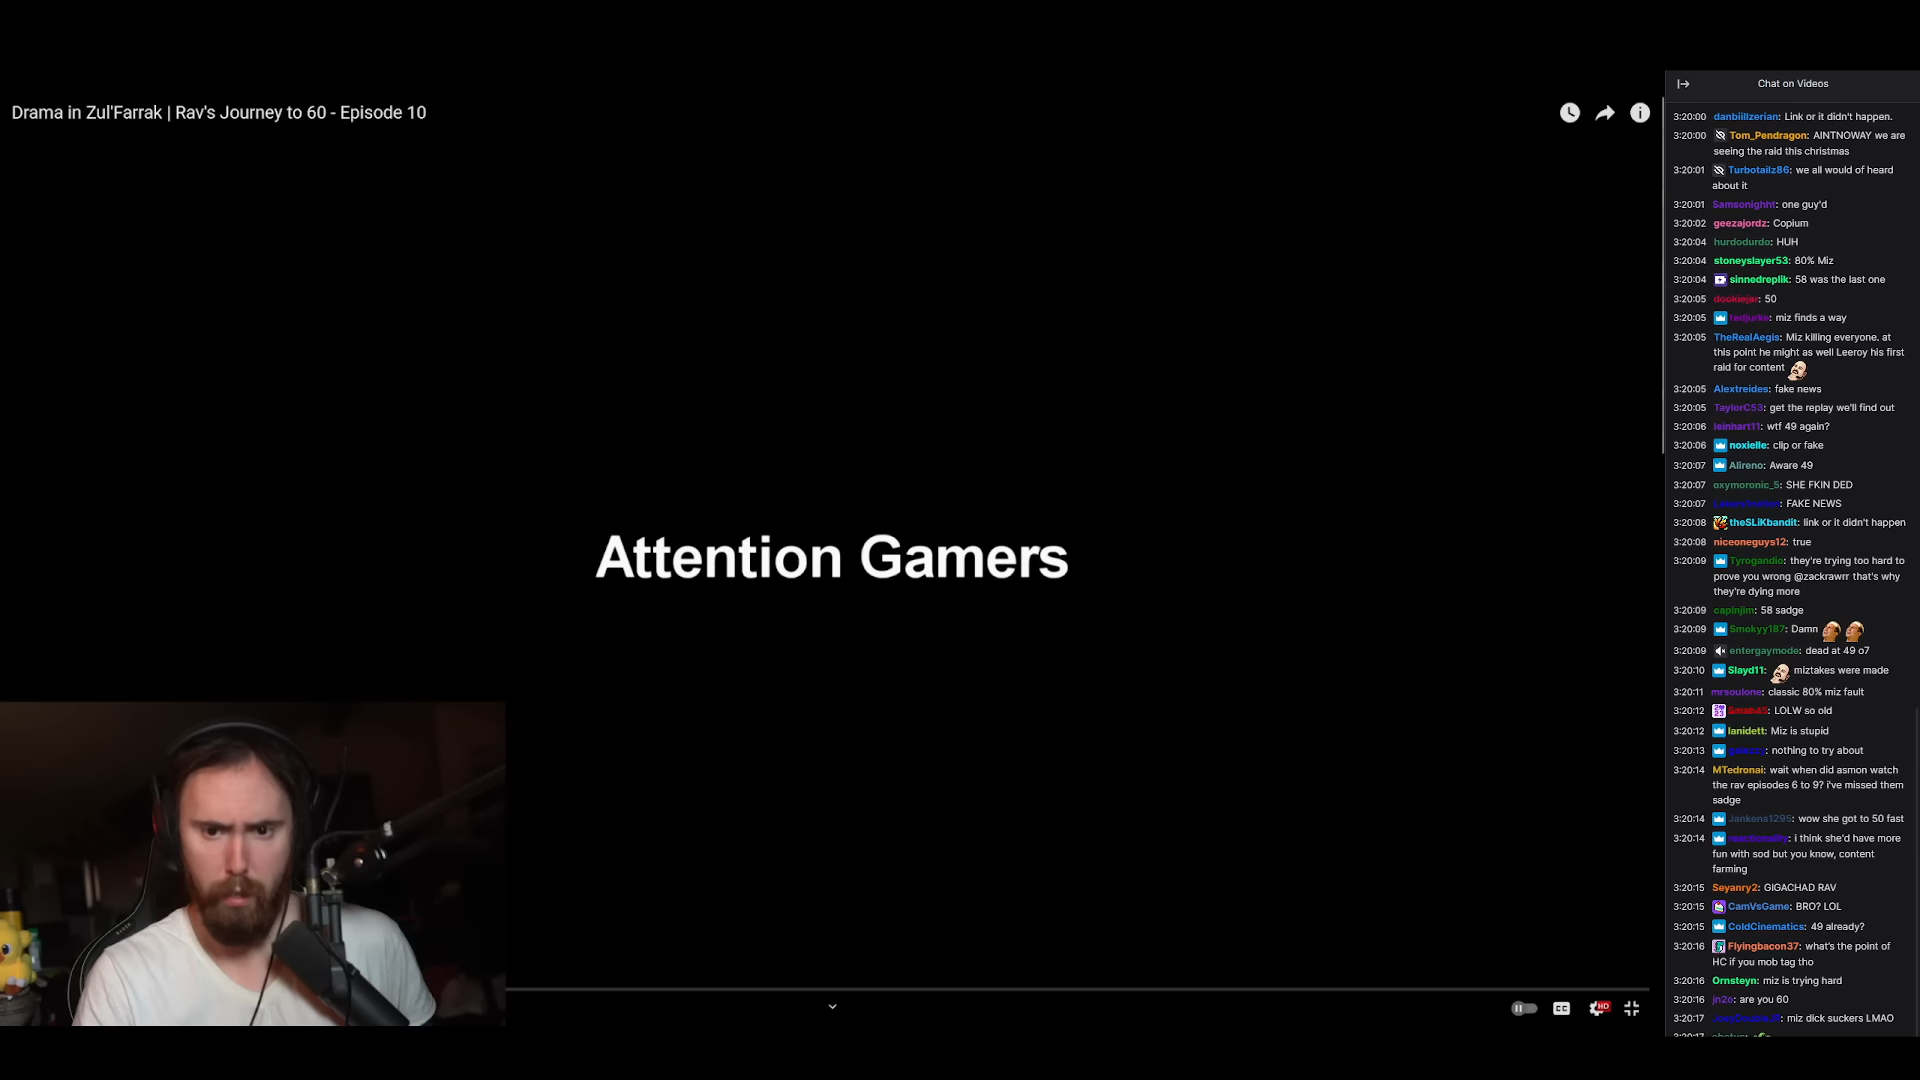 Drama in Zul'Farrak | Rav's Journey to 60 - Episode 10
Attention Gamers
CC
HD
Chat on Videos
3:20:00 danbiillzerian: Link or it didn't happen.
3:20:00 Tom_Pendragon: AINTNOWAY we are
seeing the raid this christmas
3:20:01 Turbotailz86: we all would of heard
about it
3:20:01 Samsonighht: one guy'd
3:20:02 geezajordz: Copium
3:20:04 hurdodurdo: HUH
3:20:04 stoneyslayer53: 80% Miz
3:20:04 sinnedreplik: 58 was the last one
3:20:05 dookiejar: 50
3:20:05 miz finds a way
3:20:05 TheRealAegis: Miz killing everyone. at
this point he might as well Leeroy his first
raid for content
3:20:05 Alextreides: fake news
3:20:05 TaylorC53: get the replay we'll find out
3:20:06 leinhart11: wtf 49 again?
3:20:06 noxielle: clip or fake
3:20:07 Alireno: Aware 49
3:20:07 oxymoronic_5: SHE FKIN DED
3:20:07 FAKE NEWS
3:20:08 theSLiKbandit: link or it didn't happen
3:20:08 niceoneguys12: true
3:20:09 Tyrogandio: they're trying too hard to
prove you wrong @zackrawrr that's why
they're dying more
3:20:09 capinjim: 58 sadge
3:20:09 Smokyy187: Damn
3:20:09 entergaymode: dead at 49 o7
3:20:10 Slayd11: miztakes were made
3:20:11 mrsoulone: classic 80% miz fault
3:20:12 Sman45: LOLW so old
3:20:12 lanidett: Miz is stupid
3:20:13 nothing to try about
3:20:14 MTedronai: wait when did asmon watch
the rav episodes 6 to 9? i've missed them
sadge
3:20:14 Jankens1295: wow she got to 50 fast
3:20:14 i think she'd have more
fun with sod but you know, content
farming
3:20:15 Seyanry2: GIGACHAD RAV
3:20:15 CamVsGame: BRO? LOL
3:20:15 ColdCinematics: 49 already?
3:20:16 Flyingbacon37: what's the point of
HC if you mob tag tho
3:20:16 Ornsteyn: miz is trying hard
3:20:16 jn2o: are you 60
3:20:17 miz dick suckers LMAO